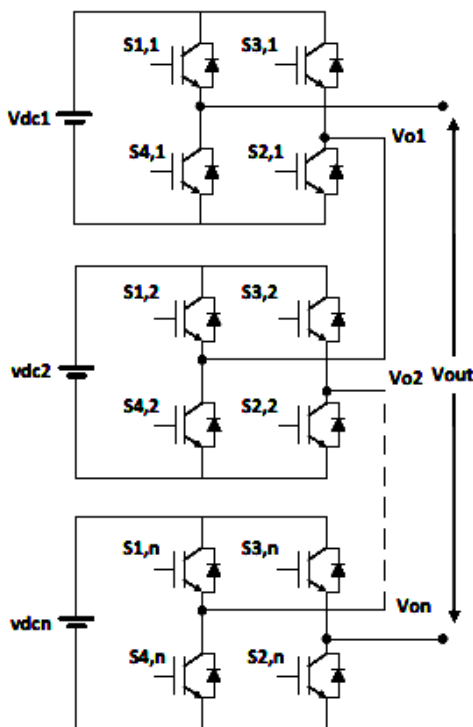 S1,1 S3,1
Vdc1 Vo1
S4,1 S2,1
S1,2 S3,2
vdc2 Vo2 Vout
S4,2 S2,2
S1,n S3,n
vdcn Von
S4,n S2,n